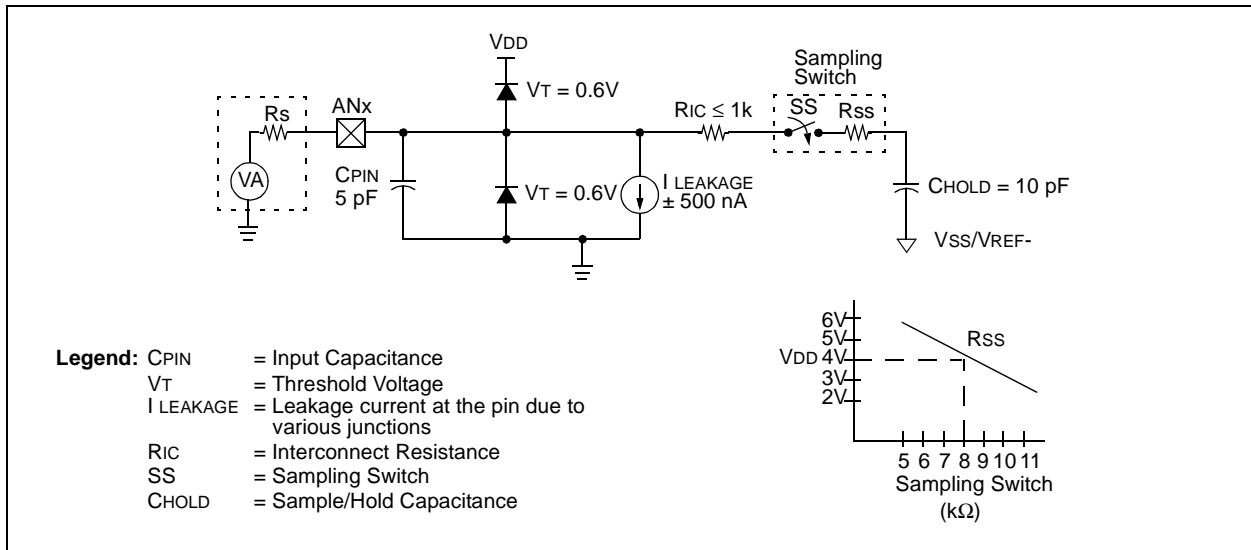 VDD
Sampling
Switch
VT = 0.6V
RS
ANx
RIC ≤ 1k
SS
RSS
VA
CPIN
5 pF
VT = 0.6V
I LEAKAGE
± 500 nA
CHOLD = 10 pF
VSS/VREF-
6V
5V
RSS
VDD 4V
3V
2V
5 6 7 8 9 10 11
Sampling Switch
(kΩ)
Legend: CPIN = Input Capacitance
VT = Threshold Voltage
I LEAKAGE = Leakage current at the pin due to
various junctions
RIC = Interconnect Resistance
SS = Sampling Switch
CHOLD = Sample/Hold Capacitance